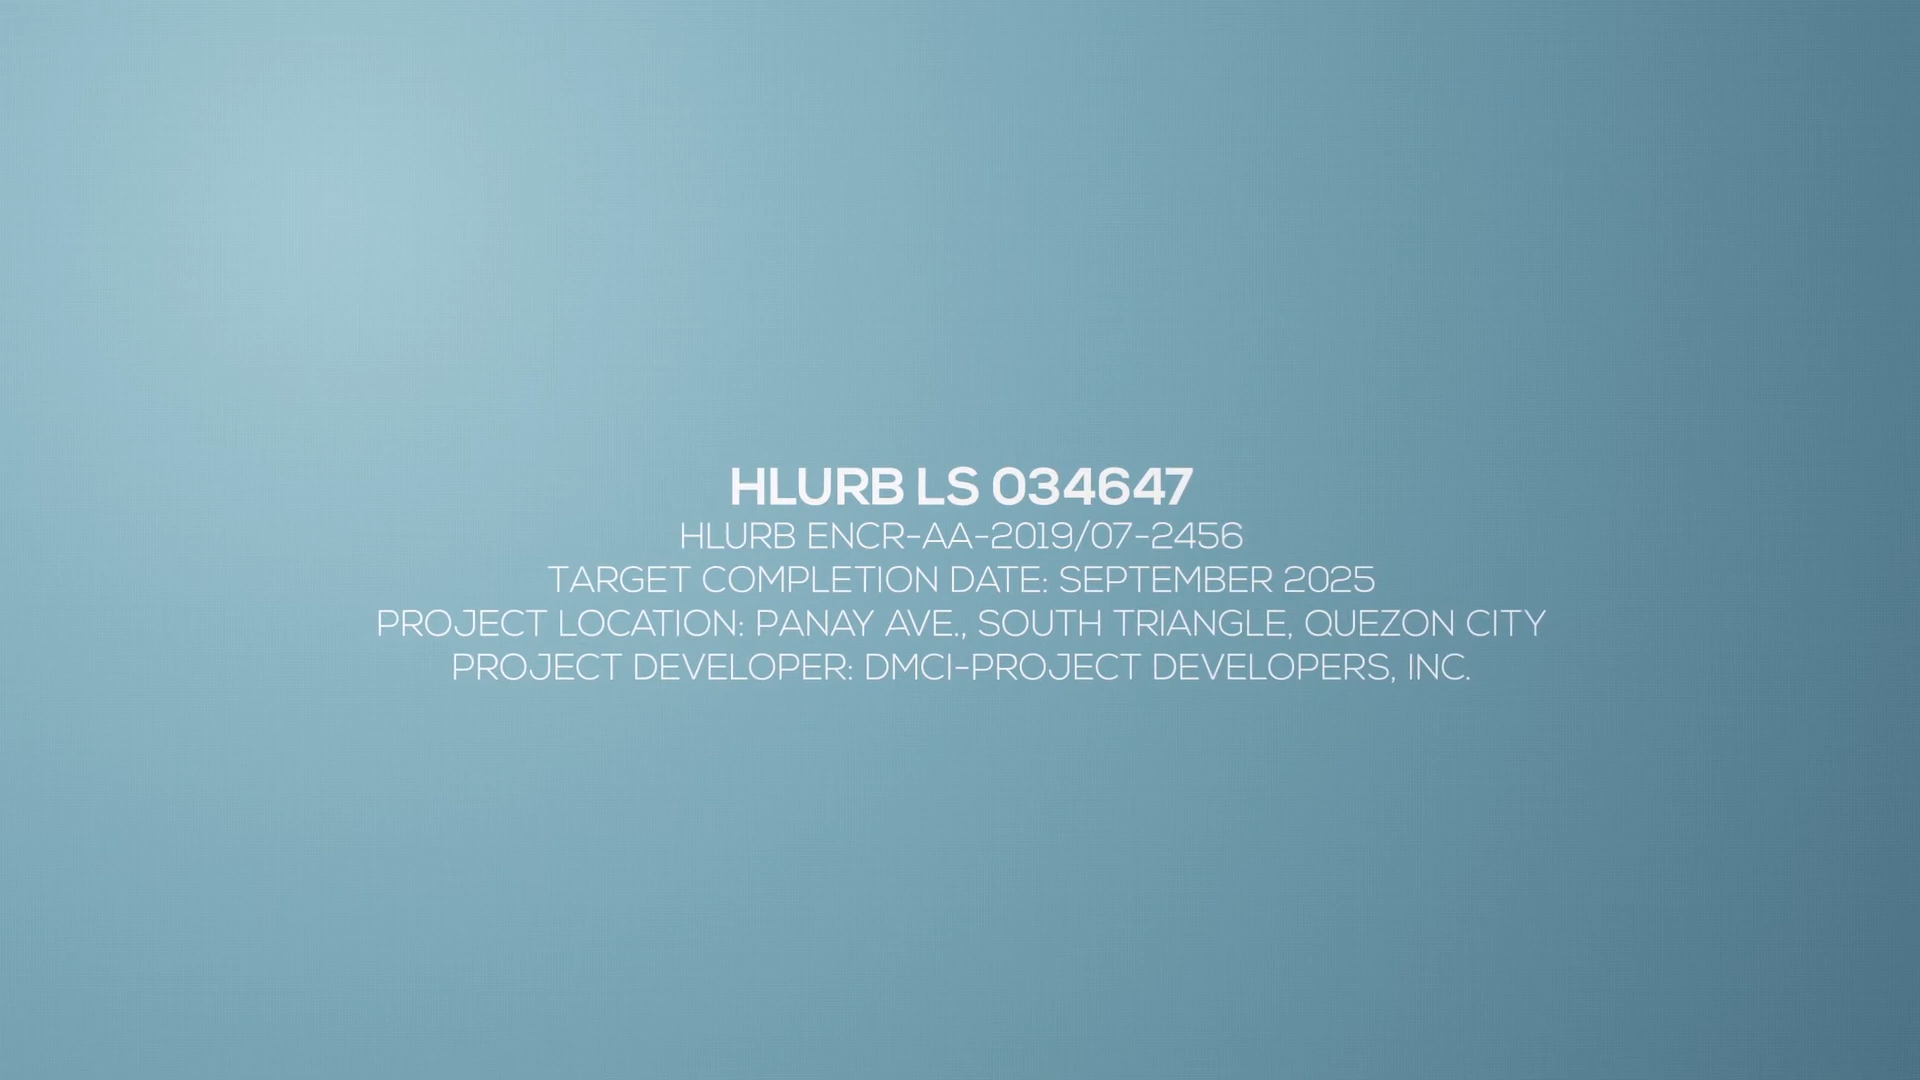 HLURB LS 034647
HLURB ENCR-AA-2019/07-2456
TARGET COMPLETION DATE: SEPTEMBER 2025
PROJECT LOCATION: PANAY AVE., SOUTH TRIANGLE, QUEZON CITY
PROJECT DEVELOPER: DMCI-PROJECT DEVELOPERS, INC.